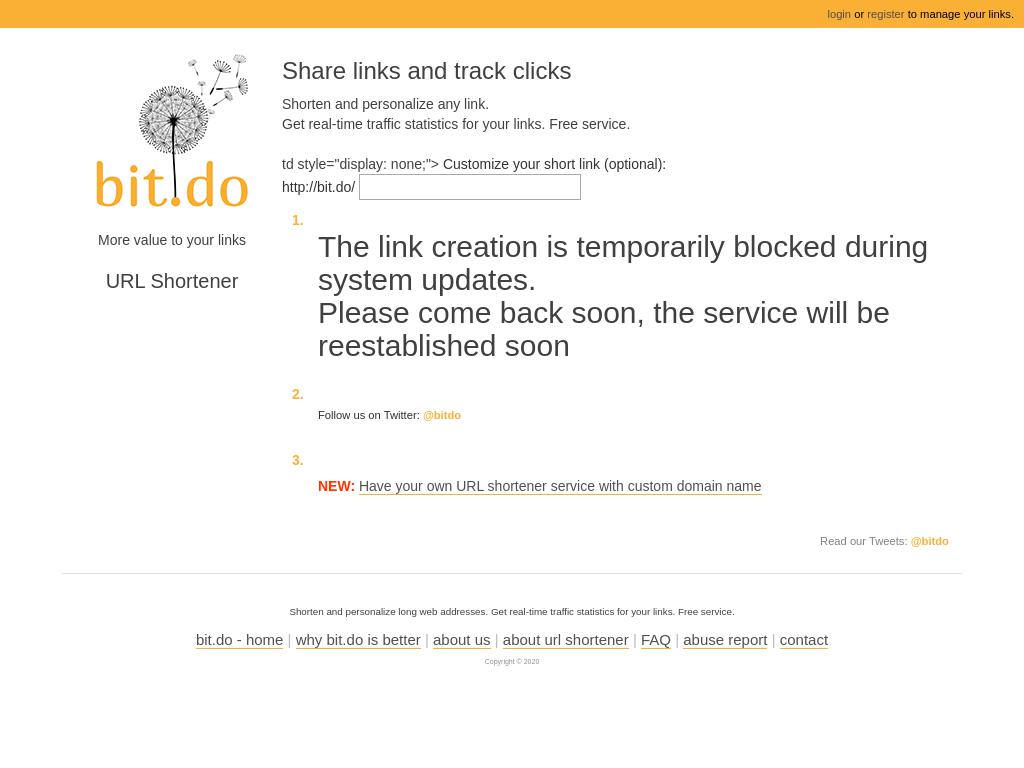 login or register to manage your links.
bit.do
More value to your links
URL Shortener
Share links and track clicks
Shorten and personalize any link.
Get real-time traffic statistics for your links. Free service.
td style="display: none;"> Customize your short link (optional):
http://bit.do/
1.
The link creation is temporarily blocked during
system updates.
Please come back soon, the service will be
reestablished soon
2.
Follow us on Twitter: @bitdo
3.
NEW: Have your own URL shortener service with custom domain name
Read our Tweets: @bitdo
Shorten and personalize long web addresses. Get real-time traffic statistics for your links. Free service.
bit.do - home | why bit.do is better | about us | about url shortener | FAQ | abuse report | contact
Copyright © 2020